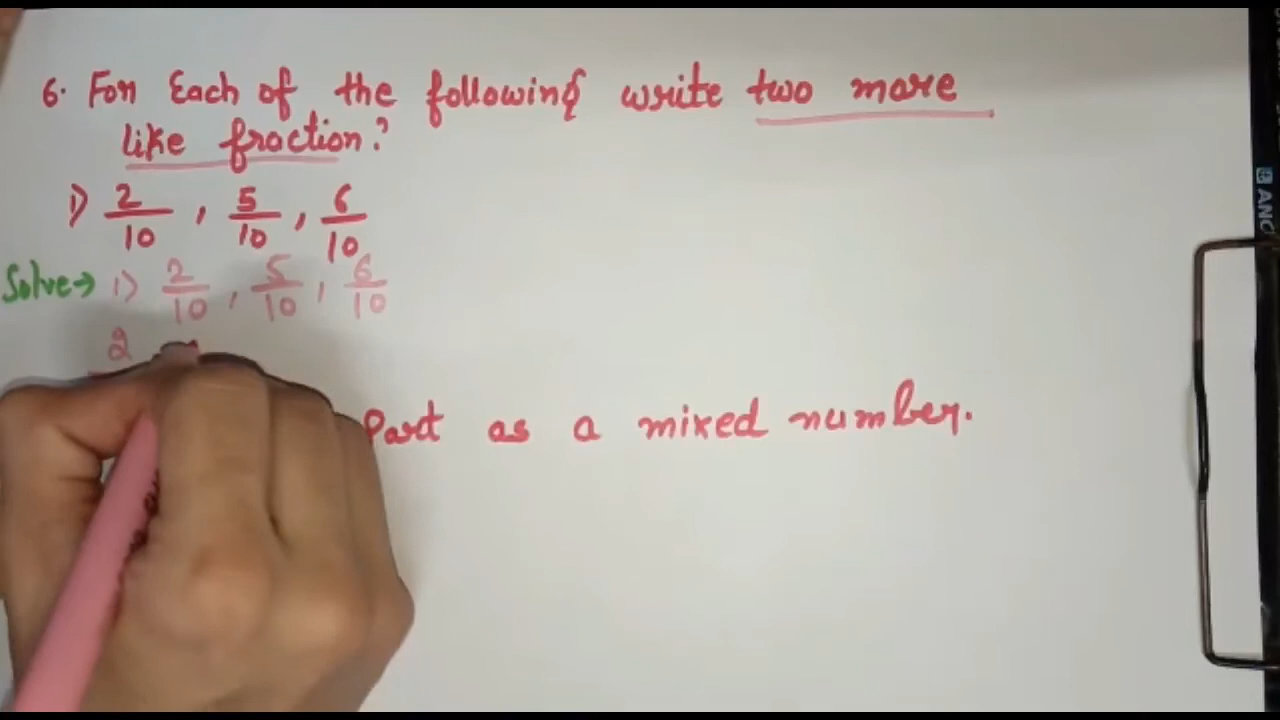 6. For Each of the following write two more
like fraction?
1) 2/10 , 5/10 , 6/10
Solve→ 1) 2/10 , 5/10 , 6/10
2
Part as a mixed number.
ANG